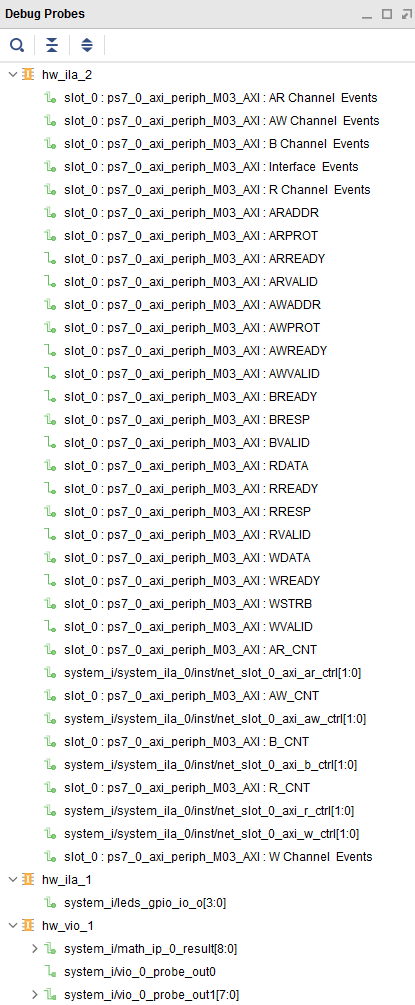 Debug Probes
hw_ila_2
slot_0 : ps7_0_axi_periph_M03_AXI : AR Channel Events
slot_0 : ps7_0_axi_periph_M03_AXI : AW Channel Events
slot_0 : ps7_0_axi_periph_M03_AXI : B Channel Events
slot_0 : ps7_0_axi_periph_M03_AXI : Interface Events
slot_0 : ps7_0_axi_periph_M03_AXI : R Channel Events
slot_0 : ps7_0_axi_periph_M03_AXI : ARADDR
slot_0 : ps7_0_axi_periph_M03_AXI : ARPROT
slot_0 : ps7_0_axi_periph_M03_AXI : ARREADY
slot_0 : ps7_0_axi_periph_M03_AXI : ARVALID
slot_0 : ps7_0_axi_periph_M03_AXI : AWADDR
slot_0 : ps7_0_axi_periph_M03_AXI : AWPROT
slot_0 : ps7_0_axi_periph_M03_AXI : AWREADY
slot_0 : ps7_0_axi_periph_M03_AXI : AWVALID
slot_0 : ps7_0_axi_periph_M03_AXI : BREADY
slot_0 : ps7_0_axi_periph_M03_AXI : BRESP
slot_0 : ps7_0_axi_periph_M03_AXI : BVALID
slot_0 : ps7_0_axi_periph_M03_AXI : RDATA
slot_0 : ps7_0_axi_periph_M03_AXI : RREADY
slot_0 : ps7_0_axi_periph_M03_AXI : RRESP
slot_0 : ps7_0_axi_periph_M03_AXI : RVALID
slot_0 : ps7_0_axi_periph_M03_AXI : WDATA
slot_0 : ps7_0_axi_periph_M03_AXI : WREADY
slot_0 : ps7_0_axi_periph_M03_AXI : WSTRB
slot_0 : ps7_0_axi_periph_M03_AXI : WVALID
slot_0 : ps7_0_axi_periph_M03_AXI : AR_CNT
system_i/system_ila_0/inst/net_slot_0_axi_ar_ctrl[1:0]
slot_0 : ps7_0_axi_periph_M03_AXI : AW_CNT
system_i/system_ila_0/inst/net_slot_0_axi_aw_ctrl[1:0]
slot_0 : ps7_0_axi_periph_M03_AXI : B_CNT
system_i/system_ila_0/inst/net_slot_0_axi_b_ctrl[1:0]
slot_0 : ps7_0_axi_periph_M03_AXI : R_CNT
system_i/system_ila_0/inst/net_slot_0_axi_r_ctrl[1:0]
system_i/system_ila_0/inst/net_slot_0_axi_w_ctrl[1:0]
slot_0 : ps7_0_axi_periph_M03_AXI : W Channel Events
hw_ila_1
system_i/leds_gpio_io_o[3:0]
hw_vio_1
system_i/math_ip_0_result[8:0]
system_i/vio_0_probe_out0
system_i/vio_0_probe_out1[7:0]